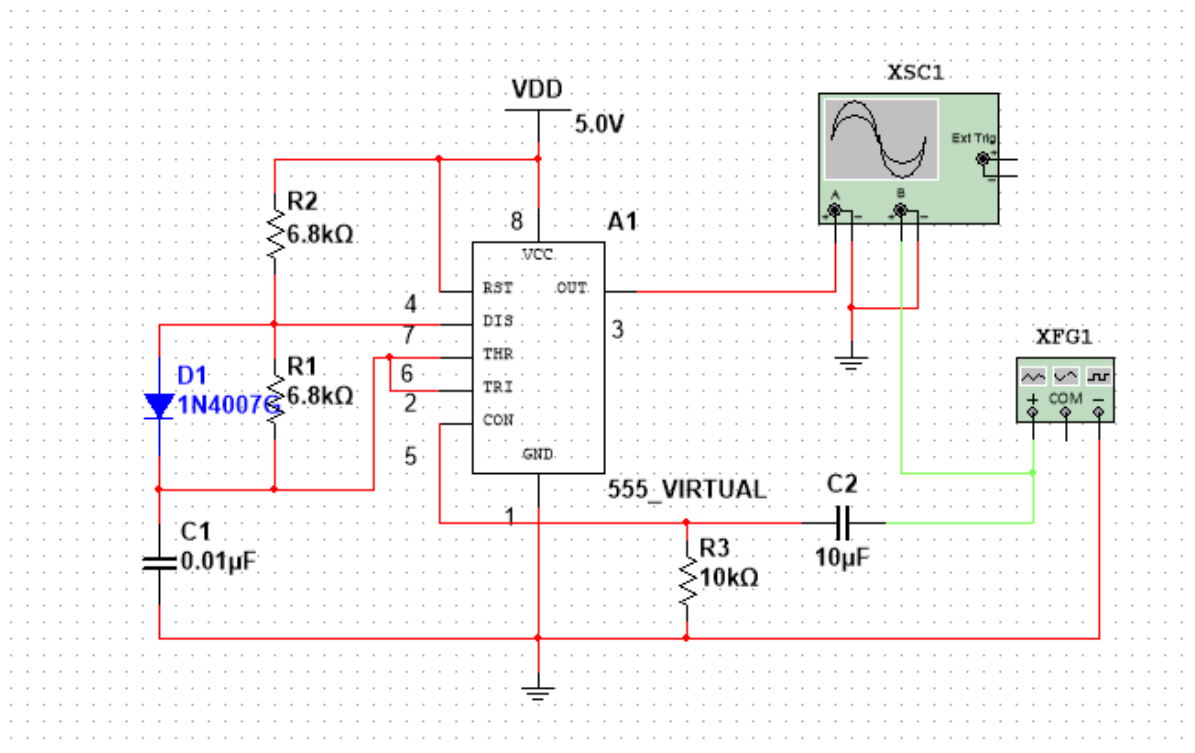 XSC1
VDD
5.0V
Ext Trig
+
−
A
B
+ − + −
R2
6.8kΩ
8
A1
VCC
RST
OUT
4
DIS
7
3
THR
XFG1
R1
6.8kΩ
D1
1N4007G
6
TRI
2
+ COM −
CON
5
GND
555_VIRTUAL
C2
1
C1
0.01µF
R3
10kΩ
10µF